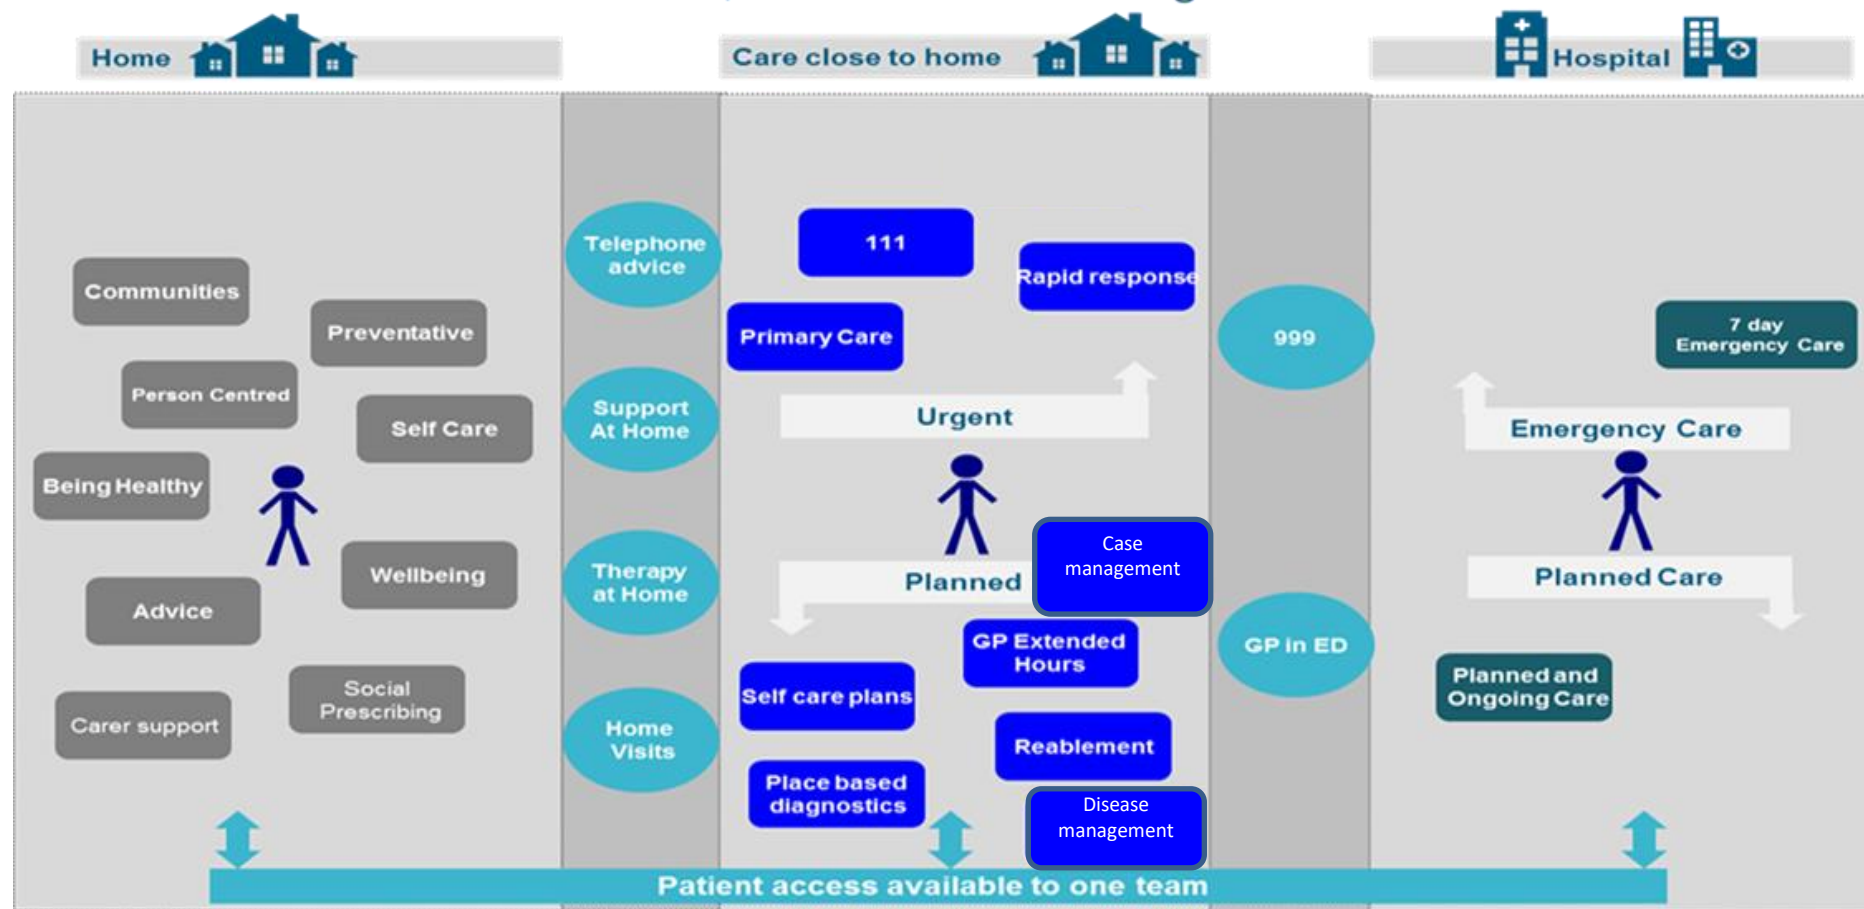 Home
Care close to home
Hospital
Communities
Preventative
Person Centred
Self Care
Being Healthy
Wellbeing
Advice
Social
Prescribing
Carer support
Telephone
advice
Support
At Home
Therapy
at Home
Home
Visits
111
Rapid response
Primary Care
Urgent
Planned
Case
management
GP Extended
Hours
Self care plans
Reablement
Place based
diagnostics
Disease
management
999
GP in ED
7 day
Emergency Care
Emergency Care
Planned Care
Planned and
Ongoing Care
Patient access available to one team